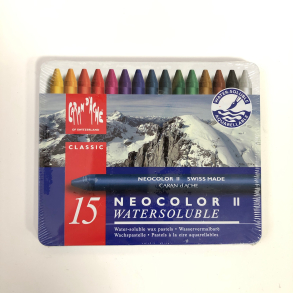 CARAN D'ACHE
OF SWITZERLAND
CLASSIC
WATER-SOLUBLE
AQUARELLABLE
NEOCOLOR II SWISS MADE
CARAN d'ACHE
15 NEOCOLOR II
WATERSOLUBLE
Water-soluble wax pastels • Wasservermalbare
Wachspastelle • Pastels à la cire aquarellables